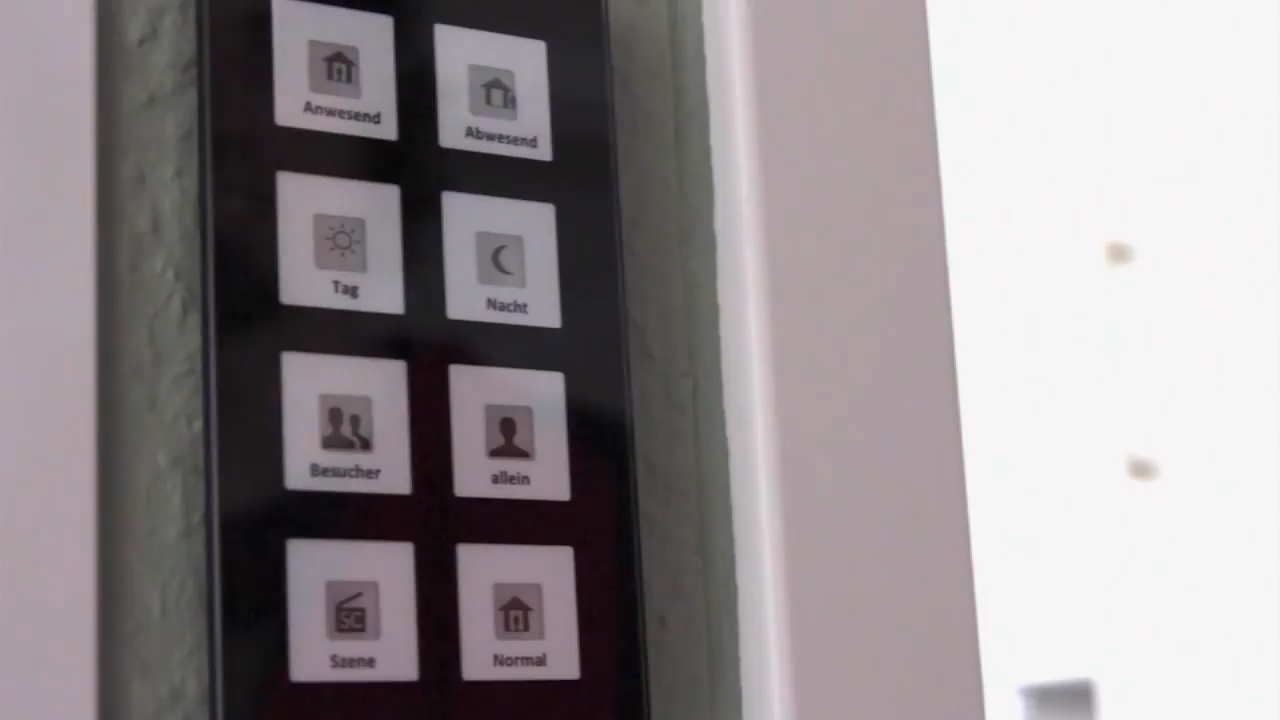 Anwesend
Abwesend
Tag
Nacht
Besucher
allein
SC
Szene
Normal